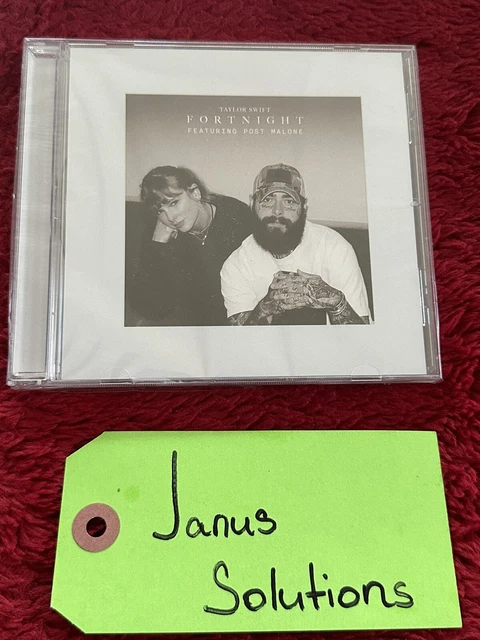 TAYLOR SWIFT
FORTNIGHT
FEATURING POST MALONE
Janus
Solutions